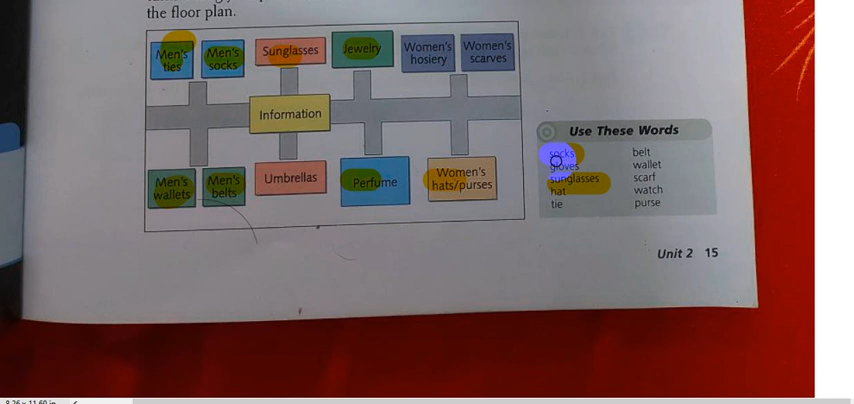 the floor plan.
Men's
ties
Men's
socks
Sunglasses
Jewelry
Women's
hosiery
Women's
scarves
Information
Men's
wallets
Men's
belts
Umbrellas
Perfume
Women's
hats/purses
Use These Words
socks
gloves
sunglasses
hat
tie
belt
wallet
scarf
watch
purse
Unit 2 15